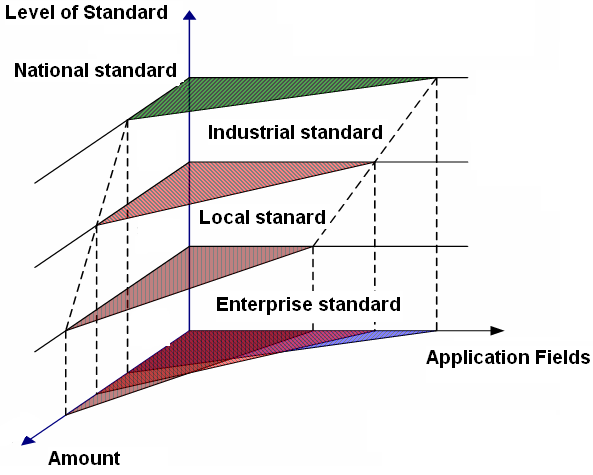 Level of Standard
National standard
Industrial standard
Local stanard
Enterprise standard
Application Fields
Amount